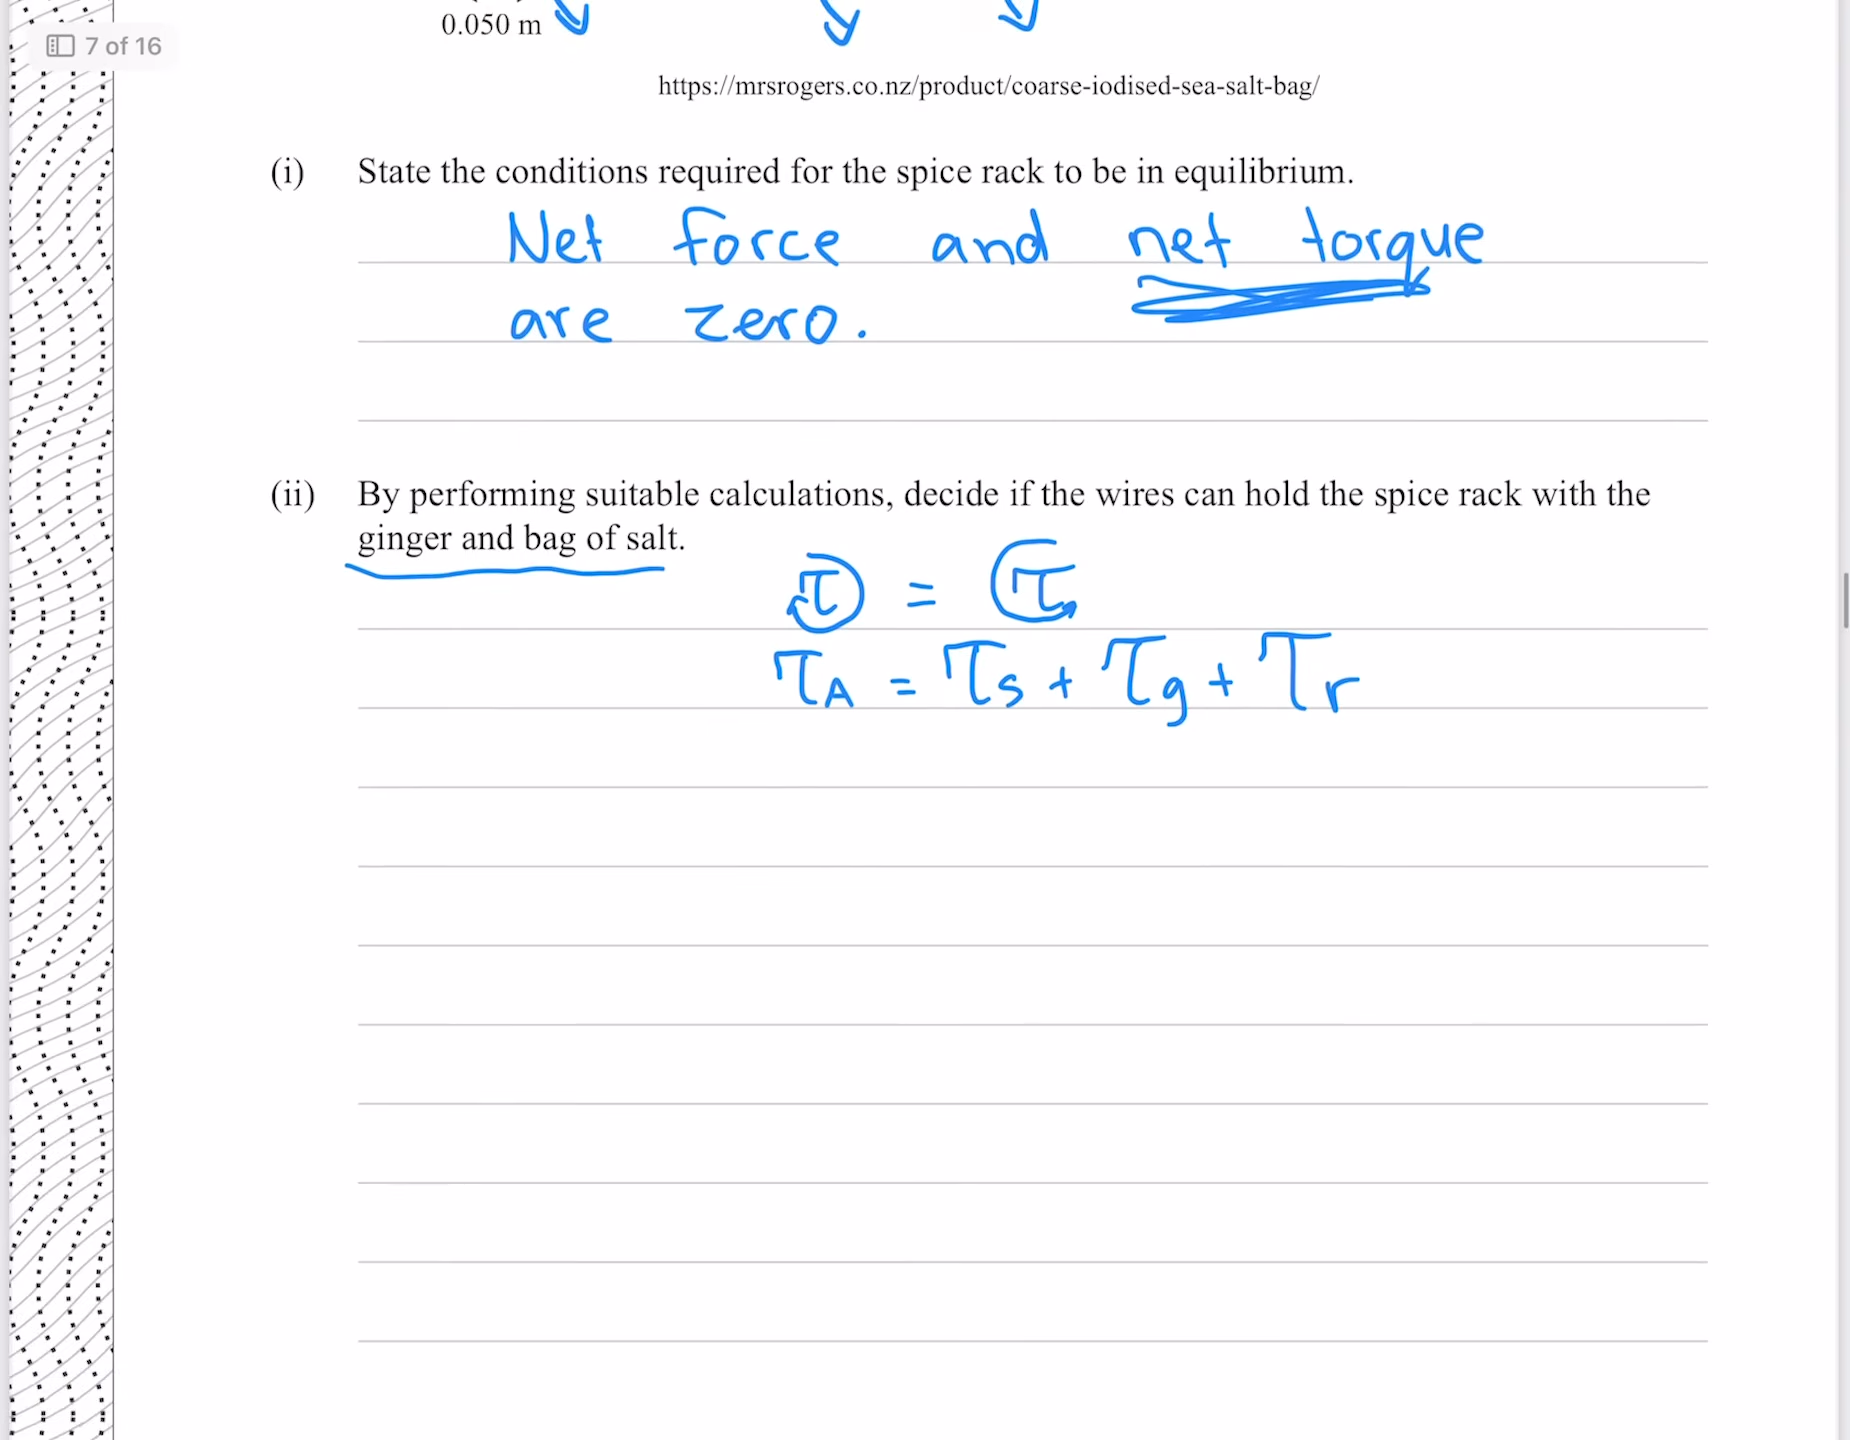 0.050 m
7 of 16
https://mrsrogers.co.nz/product/coarse-iodised-sea-salt-bag/
(i) State the conditions required for the spice rack to be in equilibrium.
Net force and net torque
are zero.
(ii) By performing suitable calculations, decide if the wires can hold the spice rack with the
ginger and bag of salt.
τ = τ
τA = τs + τg + τr